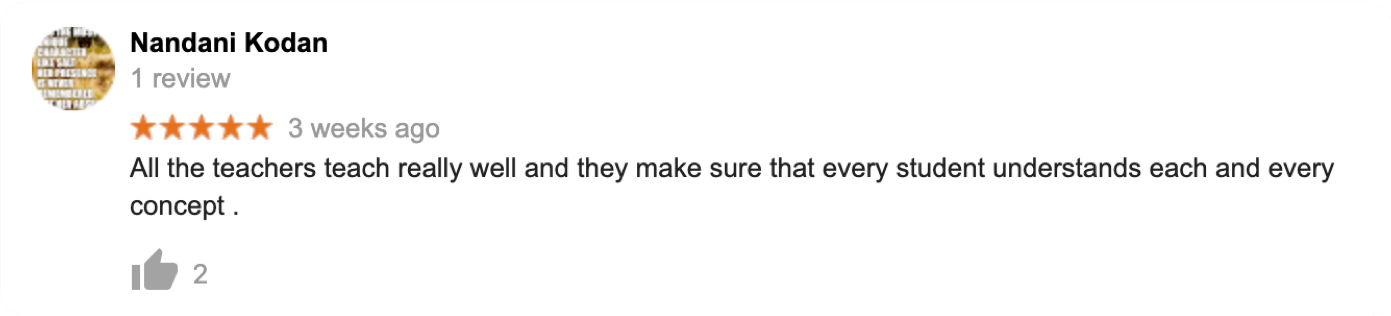 Nandani Kodan
1 review
3 weeks ago
All the teachers teach really well and they make sure that every student understands each and every
concept .
2